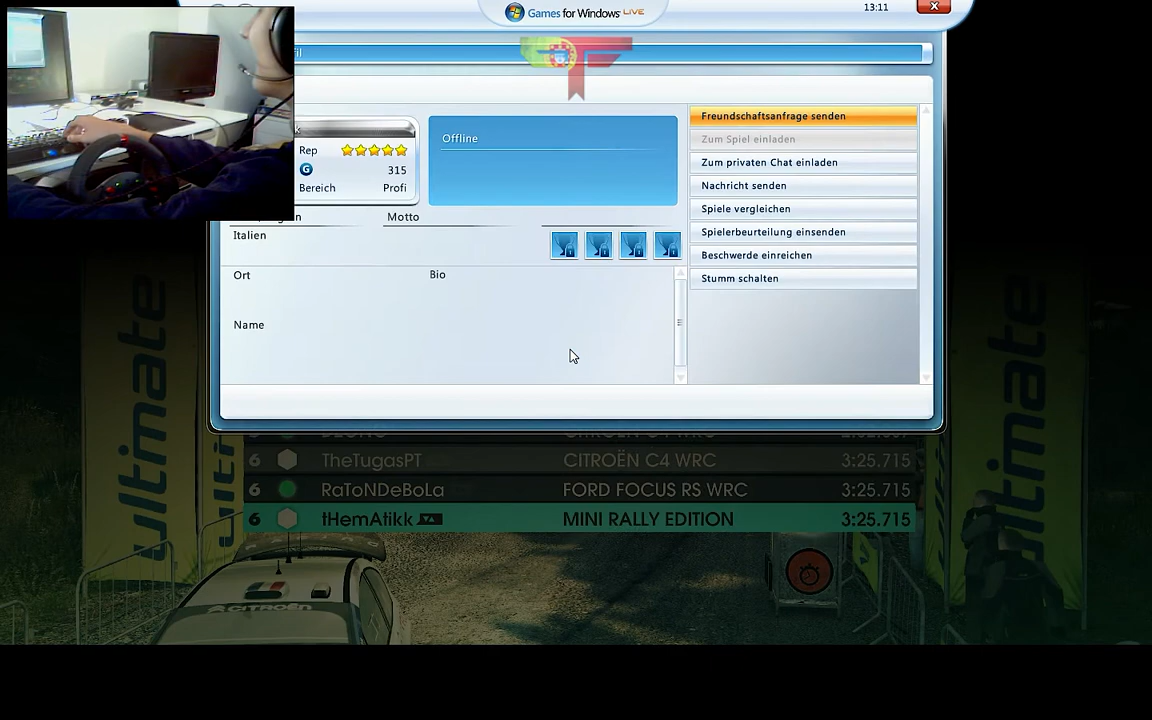 Games for Windows LIVE
13:11
Offline
Rep
315
Bereich Profi
Motto
Italien
Ort
Bio
Name
Freundschaftsanfrage senden
Zum Spiel einladen
Zum privaten Chat einladen
Nachricht senden
Spiele vergleichen
Spielerbeurteilung einsenden
Beschwerde einreichen
Stumm schalten
6 TheTugasPT CITROËN C4 WRC 3:25.715
6 RaToNDeBoLa FORD FOCUS RS WRC 3:25.715
6 tHemAtikk MINI RALLY EDITION 3:25.715
ultimate
ultimate
CITROËN